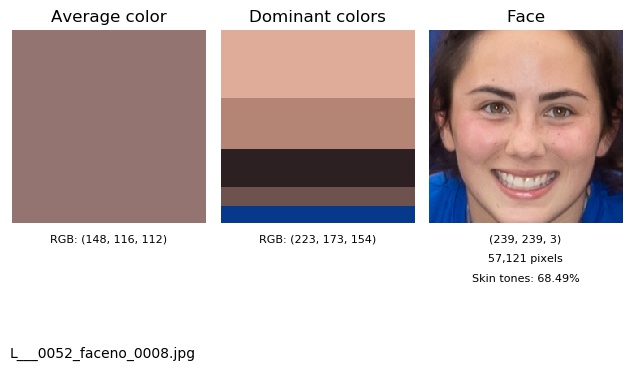 Average color
Dominant colors
Face
RGB: (148, 116, 112)
RGB: (223, 173, 154)
(239, 239, 3)
57,121 pixels
Skin tones: 68.49%
L___0052_faceno_0008.jpg